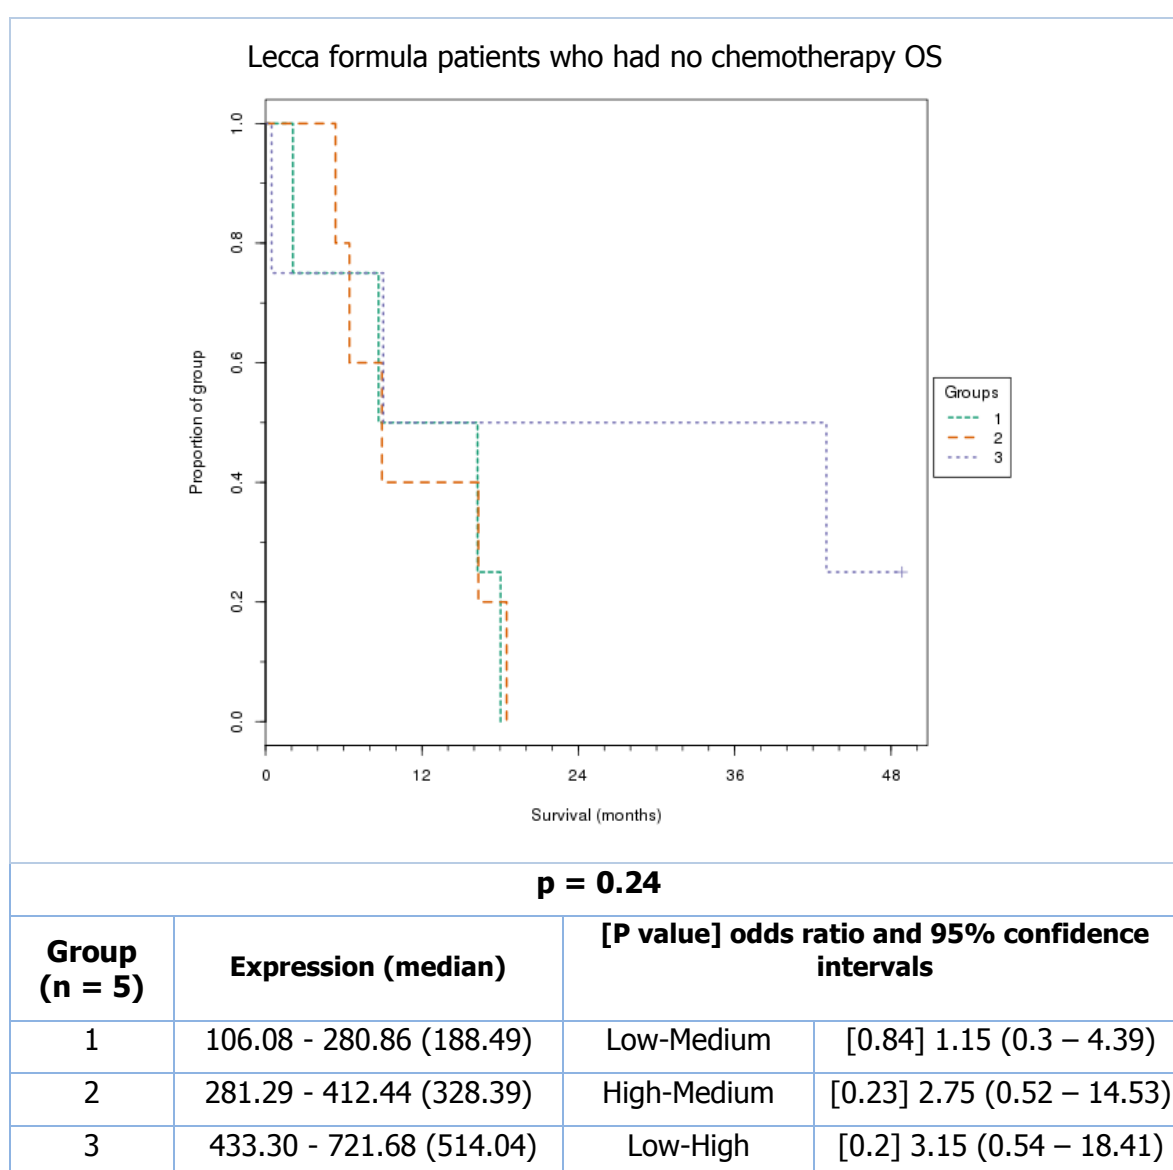 Lecca formula patients who had no chemotherapy OS
1.0
0.8
0.6
0.4
0.2
0.0
Proportion of group
0 12 24 36 48
Survival (months)
Groups
1
2
3
p = 0.24
Group (n = 5) Expression (median) [P value] odds ratio and 95% confidence intervals
1 106.08 - 280.86 (188.49) Low-Medium [0.84] 1.15 (0.3 – 4.39)
2 281.29 - 412.44 (328.39) High-Medium [0.23] 2.75 (0.52 – 14.53)
3 433.30 - 721.68 (514.04) Low-High [0.2] 3.15 (0.54 – 18.41)